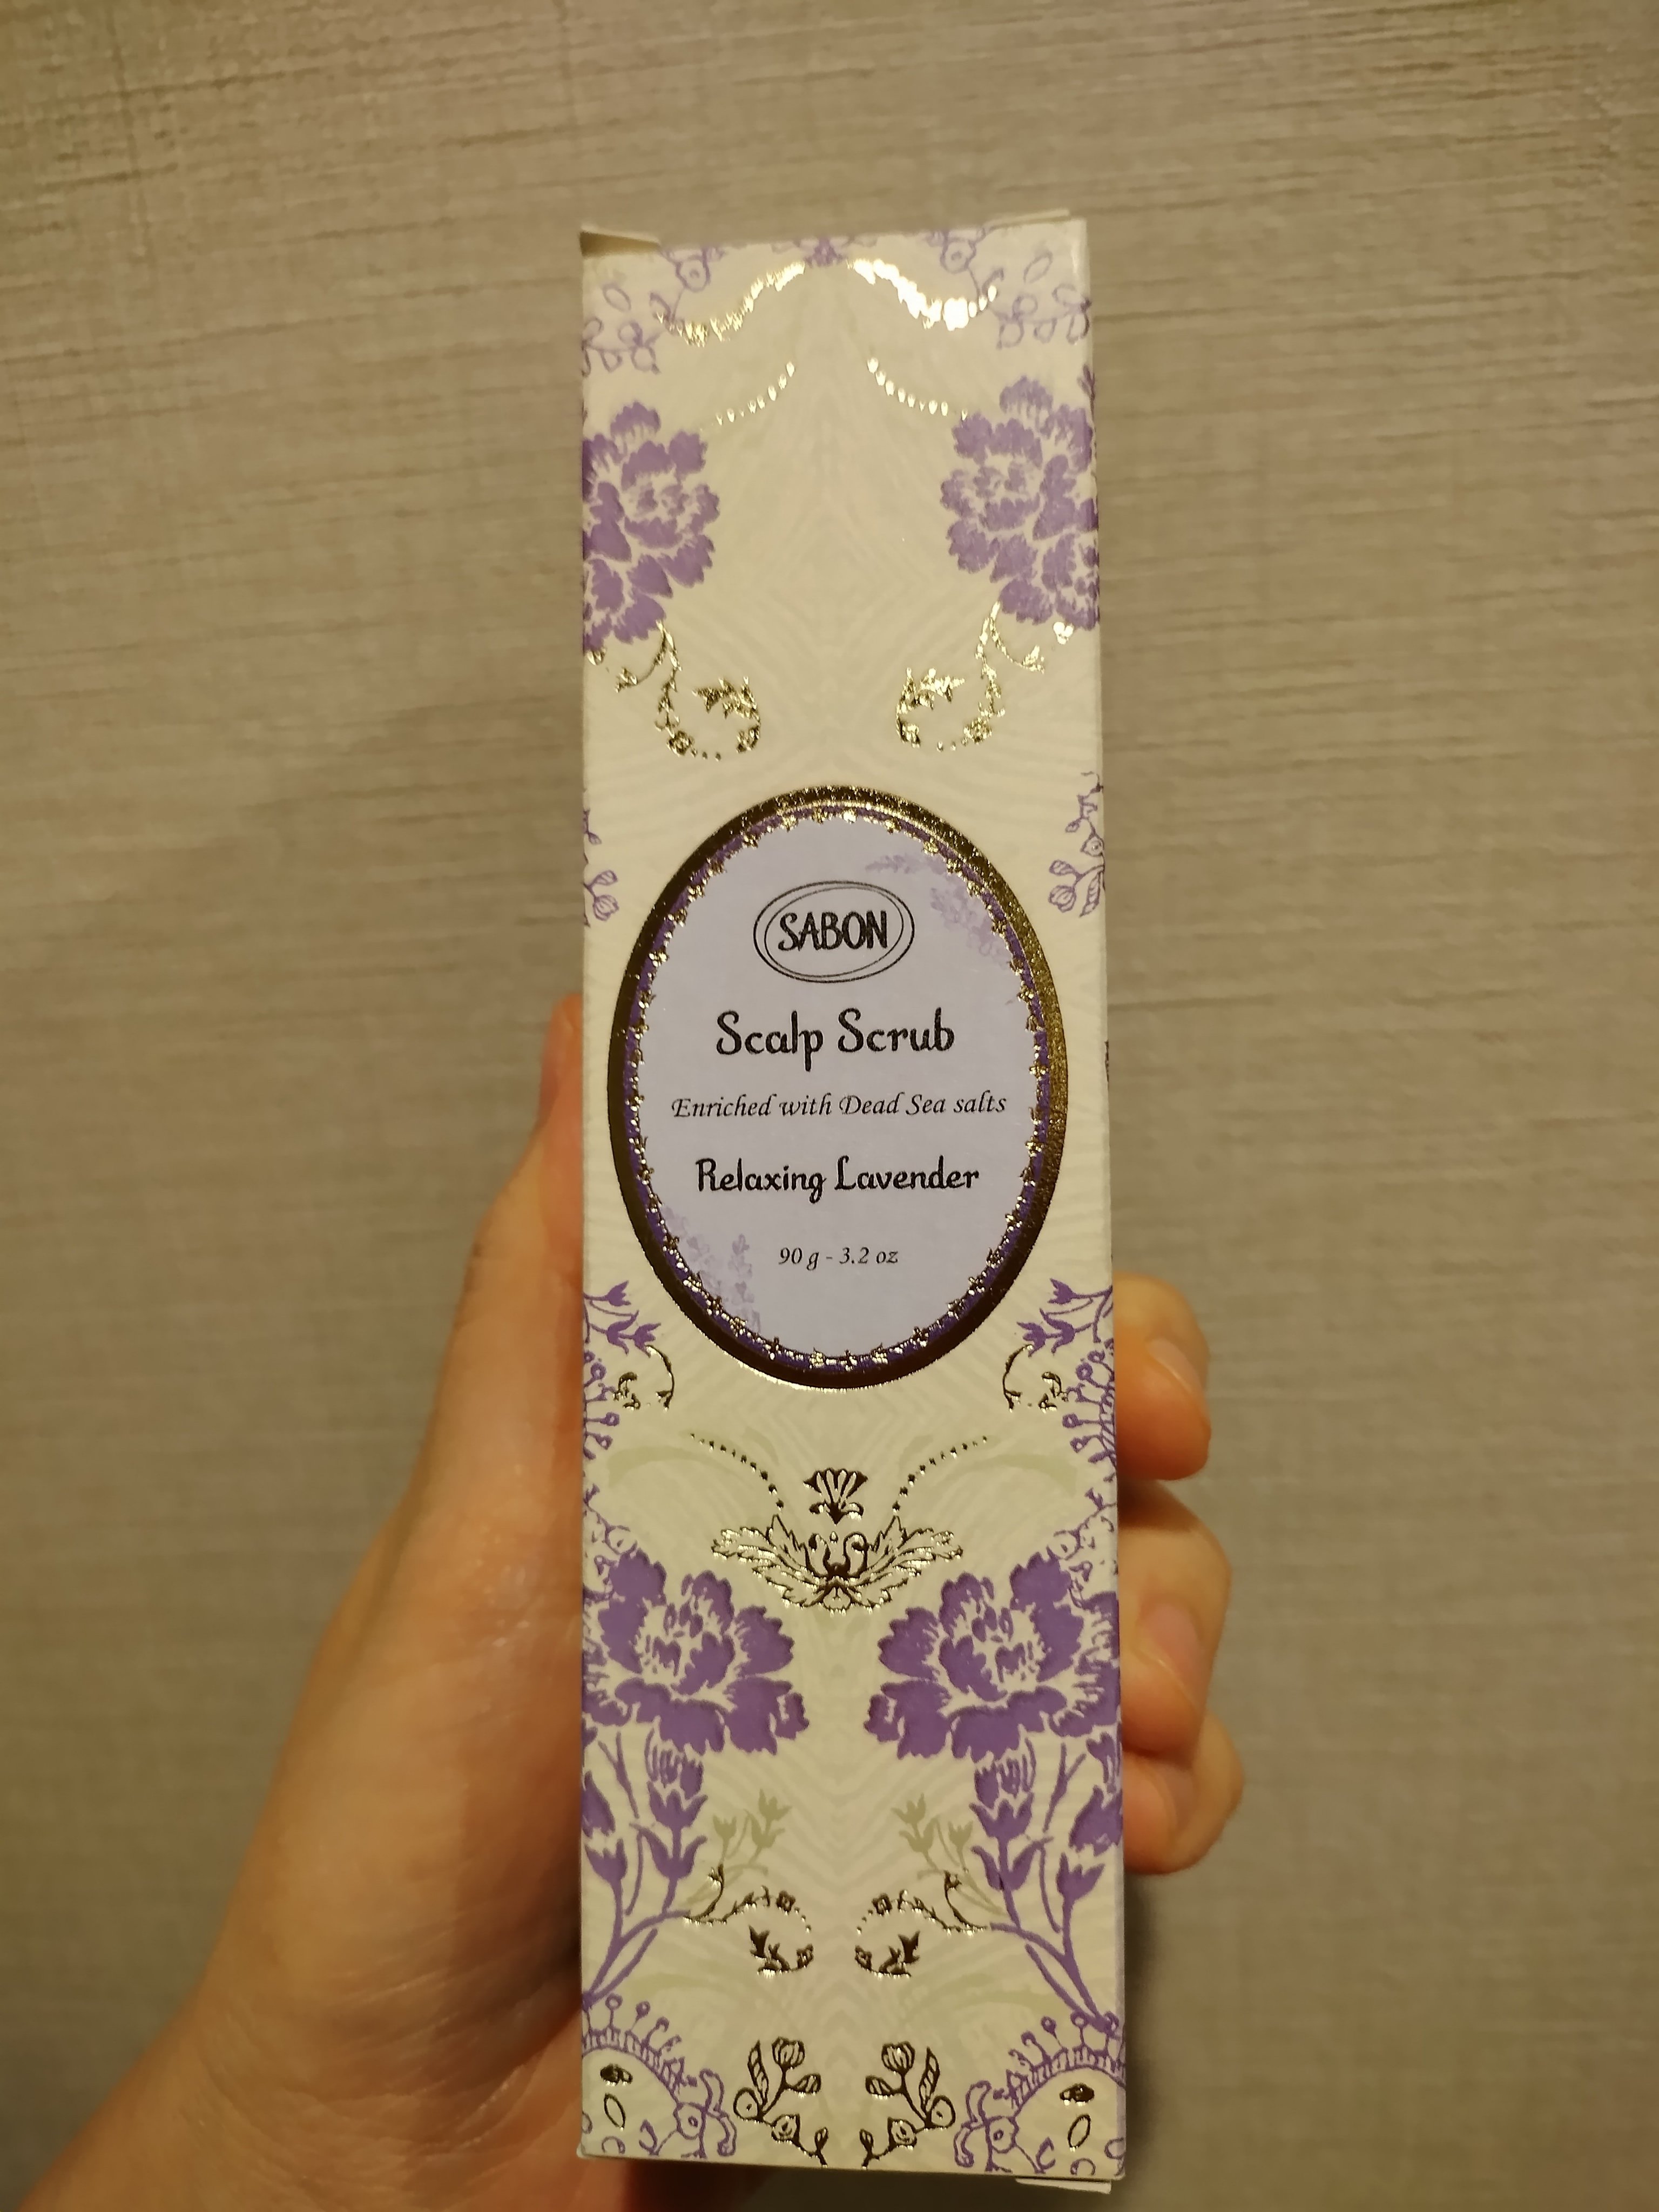 SABON
Scalp Scrub
Enriched with Dead Sea salts
Relaxing Lavender
90 g - 3.2 oz